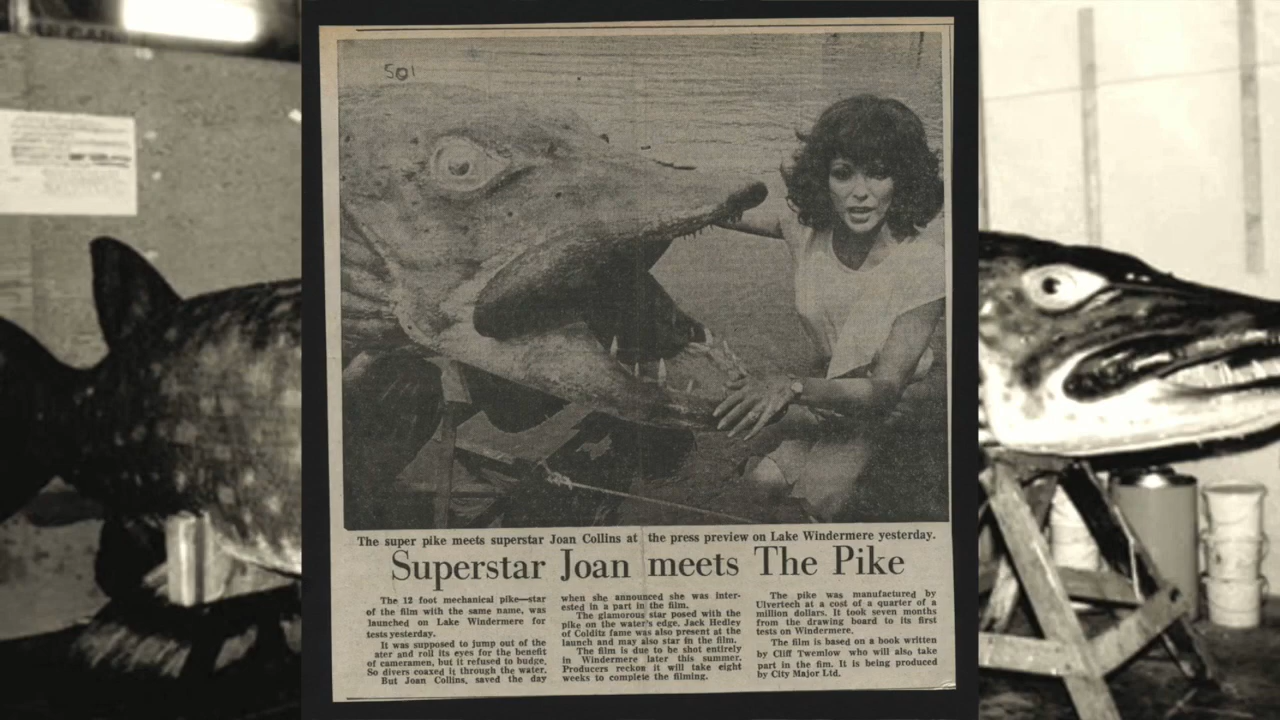 501
The super pike meets superstar Joan Collins at the press preview on Lake Windermere yesterday.
Superstar Joan meets The Pike
The 12 foot mechanical pike—star
of the film with the same name, was
launched on Lake Windermere for
tests yesterday.
It was supposed to jump out of the
ater and roll its eyes for the benefit
of cameramen, but it refused to budge,
So divers coaxed it through the water.
But Joan Collins, saved the day
when she announced she was inter-
ested in a part in the film.
The glamorous star posed with the
pike on the water's edge, Jack Hedley
of Colditz fame was also present at the
launch and may also star in the film.
The film is due to be shot entirely
in Windermere later this summer.
Producers reckon it will take eight
weeks to complete the filming.
The pike was manufactured by
Ulvertech at a cost of a quarter of a
million dollars. It took seven months
from the drawing board to its first
tests on Windermere.
The film is based on a book written
by Cliff Twemlow who will also take
part in the fim. It is being produced
by City Major Ltd.